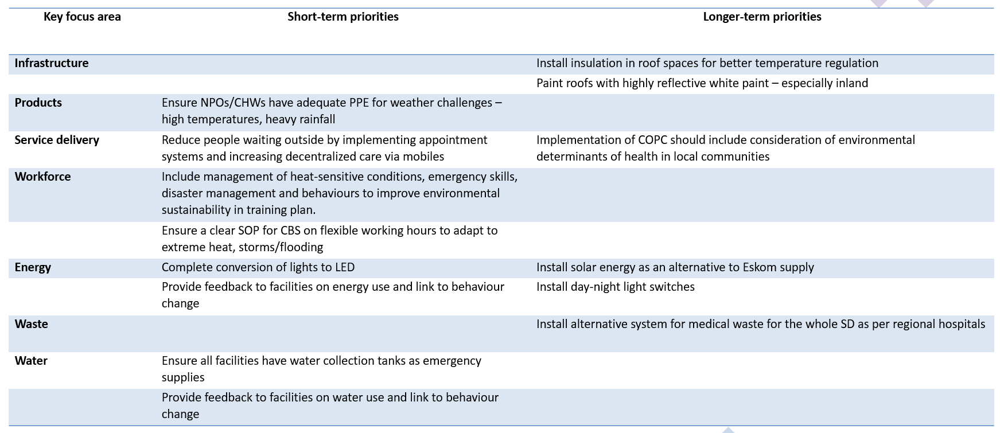 Key focus area Short-term priorities Longer-term priorities
Infrastructure Install insulation in roof spaces for better temperature regulation
Paint roofs with highly reflective white paint – especially inland
Products Ensure NPOs/CHWs have adequate PPE for weather challenges –
high temperatures, heavy rainfall
Service delivery Reduce people waiting outside by implementing appointment Implementation of COPC should include consideration of environmental
systems and increasing decentralized care via mobiles determinants of health in local communities
Workforce Include management of heat-sensitive conditions, emergency skills,
disaster management and behaviours to improve environmental
sustainability in training plan.
Ensure a clear SOP for CBS on flexible working hours to adapt to
extreme heat, storms/flooding
Energy Complete conversion of lights to LED Install solar energy as an alternative to Eskom supply
Provide feedback to facilities on energy use and link to behaviour Install day-night light switches
change
Waste Install alternative system for medical waste for the whole SD as per regional hospitals
Water Ensure all facilities have water collection tanks as emergency
supplies
Provide feedback to facilities on water use and link to behaviour
change